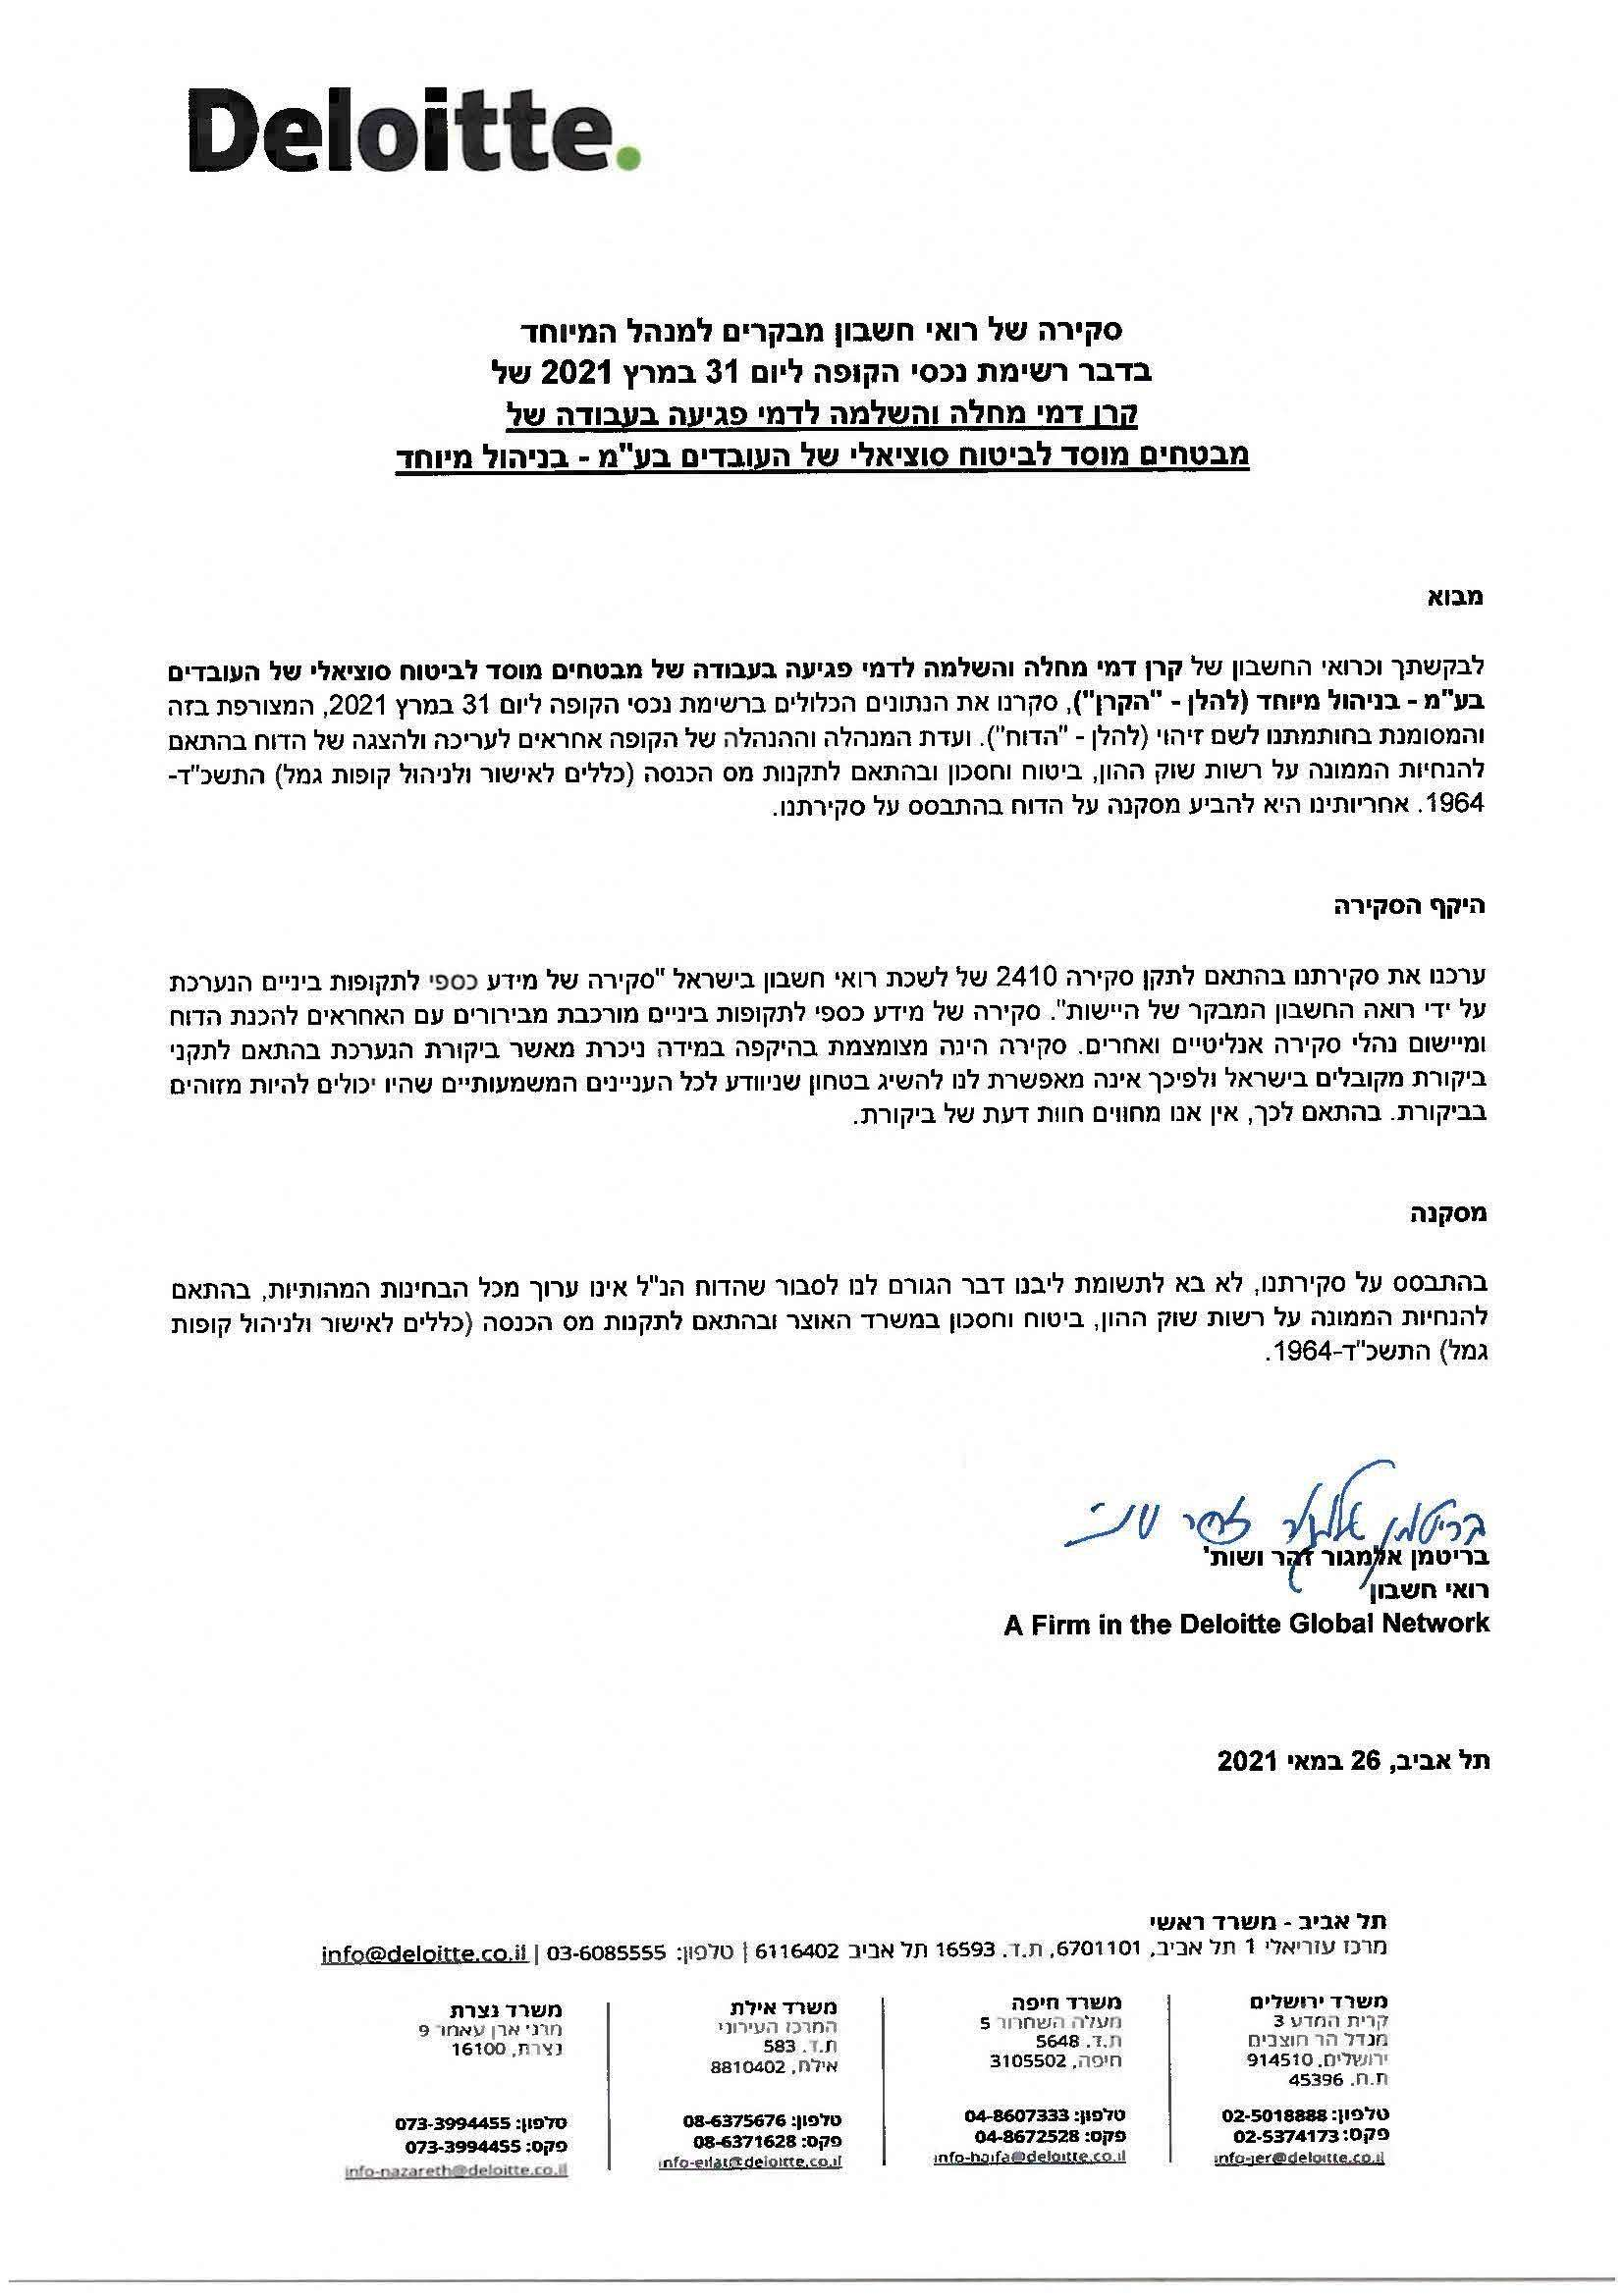 Deloitte.
סקירה של רואי חשבון מבקרים למנהל המיוחד
בדבר רשימת נכסי הקופה ליום 31 במרץ 2021 של
קרן דמי מחלה והשלמה לדמי פגיעה בעבודה של
מבטחים מוסד לביטוח סוציאלי של העובדים בע"מ - בניהול מיוחד
מבוא
לבקשתך וכרואי החשבון של קרן דמי מחלה והשלמה לדמי פגיעה בעבודה של מבטחים מוסד לביטוח סוציאלי של העובדים
בע"מ - בניהול מיוחד (להלן - "הקרן"), סקרנו את הנתונים הכלולים ברשימת נכסי הקופה ליום 31 במרץ 2021, המצורפת בזה
והמסומנת בחותמתנו לשם זיהוי (להלן - "הדוח"). ועדת המנהלה וההנהלה של הקופה אחראים לעריכה ולהצגה של הדוח בהתאם
להנחיות הממונה על רשות שוק ההון, ביטוח וחסכון ובהתאם לתקנות מס הכנסה (כללים לאישור ולניהול קופות גמל) התשכ"ד-
1964. אחריותינו היא להביע מסקנה על הדוח בהתבסס על סקירתנו.
היקף הסקירה
ערכנו את סקירתנו בהתאם לתקן סקירה 2410 של לשכת רואי חשבון בישראל "סקירה של מידע כספי לתקופות ביניים הנערכת
על ידי רואה החשבון המבקר של היישות". סקירה של מידע כספי לתקופות ביניים מורכבת מבירורים עם האחראים להכנת הדוח
ומיישום נהלי סקירה אנליטיים ואחרים. סקירה הינה מצומצמת בהיקפה במידה ניכרת מאשר ביקורת הנערכת בהתאם לתקני
ביקורת מקובלים בישראל ולפיכך אינה מאפשרת לנו להשיג בטחון שניוודע לכל העניינים המשמעותיים שהיו יכולים להיות מזוהים
בביקורת. בהתאם לכך, אין אנו מחווים חוות דעת של ביקורת.
מסקנה
בהתבסס על סקירתנו, לא בא לתשומת ליבנו דבר הגורם לנו לסבור שהדוח הנ"ל אינו ערוך מכל הבחינות המהותיות, בהתאם
להנחיות הממונה על רשות שוק ההון, ביטוח וחסכון במשרד האוצר ובהתאם לתקנות מס הכנסה (כללים לאישור ולניהול קופות
גמל) התשכ"ד-1964.
בריטמן אלמגור זהר ושות'
בריטמן אלמגור זהר ושות'
רואי חשבון
A Firm in the Deloitte Global Network
תל אביב, 26 במאי 2021
תל אביב - משרד ראשי
מרכז עזריאלי 1 תל אביב, 6701101, ת.ד. 16593 תל אביב 6116402 | טלפון: 03-6085555 | info@deloitte.co.il
משרד ירושלים
קרית המדע 3
מגדל הר חוצבים
ירושלים, 914510
ת.ח. 45396
טלפון: 02-5018888
פקס: 02-5374173
info-jer@deloitte.co.il
משרד חיפה
מעלה השחרור 5
ת.ד. 5648
חיפה, 3105502
טלפון: 04-8607333
פקס: 04-8672528
info-haifa@deloitte.co.il
משרד אילת
המרכז העירוני
ת.ד. 583
אילת, 8810402
טלפון: 08-6375676
פקס: 08-6371628
info-eilat@deloitte.co.il
משרד נצרת
מרג' אבן עאמר 9
נצרת, 16100
טלפון: 073-3994455
פקס: 073-3994455
info-nazareth@deloitte.co.il